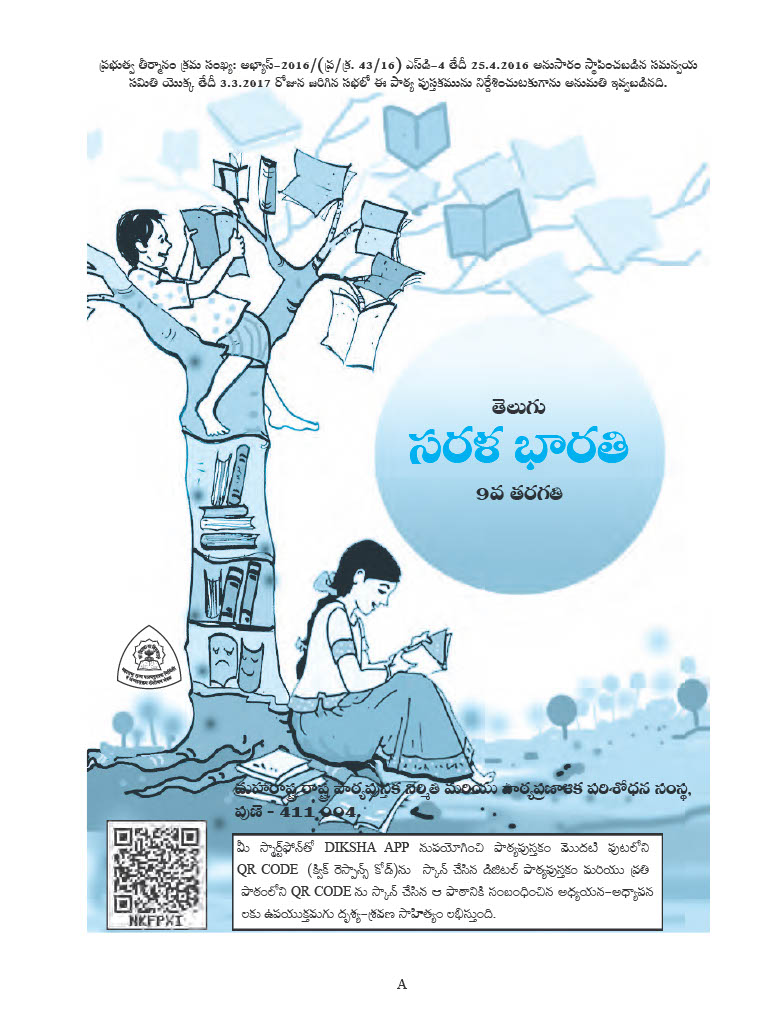 ప్రభుత్వ తీర్మానం క్రమ సంఖ్య: అభ్యాస్-2016/(ప్ర/క్ర. 43/16) ఎస్‌డి-4 తేదీ 25.4.2016 అనుసారం స్థాపించబడిన సమన్వయ
సమితి యొక్క తేదీ 3.3.2017 రోజున జరిగిన సభలో ఈ పాఠ్య పుస్తకమును నిర్దేశించుటకుగాను అనుమతి ఇవ్వబడినది.
తెలుగు
సరళ భారతి
9వ తరగతి
మహారాష్ట్ర రాష్ట్ర పాఠ్యపుస్తక నిర్మితి మరియు పాఠ్యప్రణాళిక పరిశోధన సంస్థ,
పుణె - 411 004.
మీ స్మార్ట్‌ఫోన్‌తో DIKSHA APP నుపయోగించి పాఠ్యపుస్తకం మొదటి పుటలోని
QR CODE (క్విక్ రెస్పాన్స్ కోడ్)ను స్కాన్ చేసిన డిజిటల్ పాఠ్యపుస్తకం మరియు ప్రతి
పాఠంలోని QR CODE ను స్కాన్ చేసిన ఆ పాఠానికి సంబంధించిన అధ్యయన-అధ్యాపన
లకు ఉపయుక్తమగు దృశ్య-శ్రవణ సాహిత్యం లభిస్తుంది.
NKFPXI
A